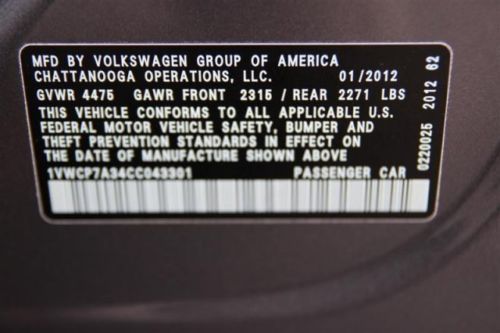 MFD BY VOLKSWAGEN GROUP OF AMERICA
CHATTANOOGA OPERATIONS, LLC. 01/2012
GVWR 4475 GAWR FRONT 2315 / REAR 2271 LBS
THIS VEHICLE CONFORMS TO ALL APPLICABLE U.S.
FEDERAL MOTOR VEHICLE SAFETY, BUMPER AND
THEFT PREVENTION STANDARDS IN EFFECT ON
THE DATE OF MANUFACTURE SHOWN ABOVE.
1VWCP7A34CC043301 PASSENGER CAR
0220025 2012 62